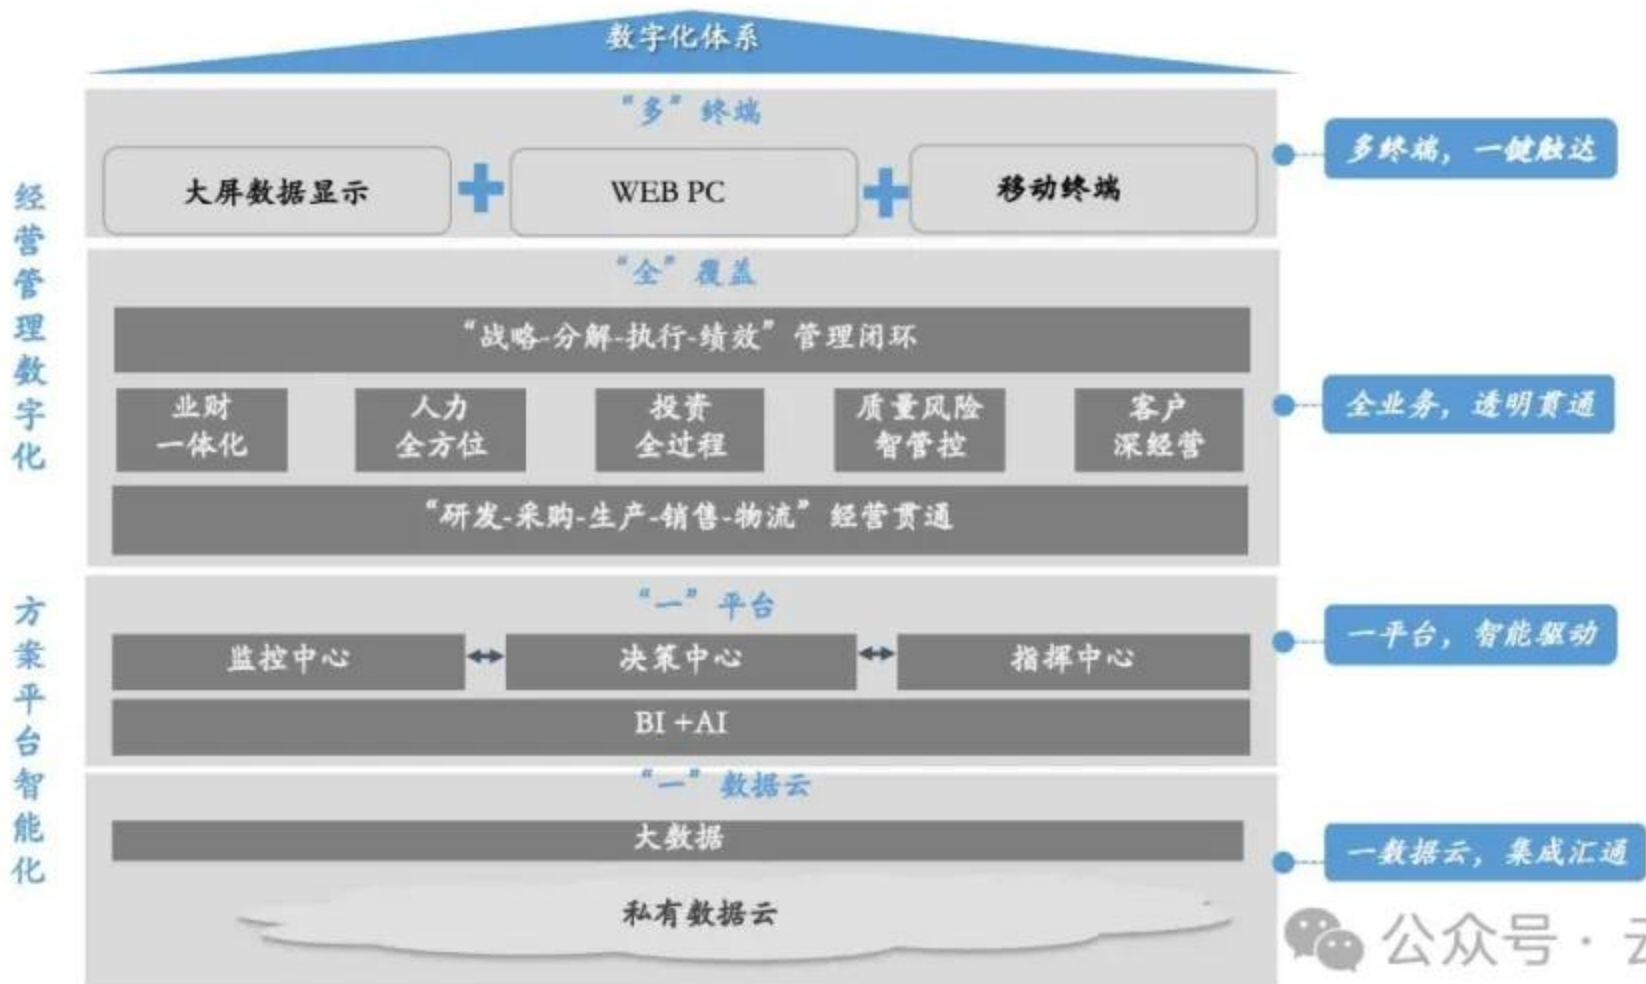 数字化体系
“多”终端
大屏数据显示
WEB PC
移动终端
多终端，一键触达
经营管理数字化
“全”覆盖
“战略-分解-执行-绩效”管理闭环
业财
一体化
人力
全方位
投资
全过程
质量风险
智管控
客户
深经营
“研发-采购-生产-销售-物流”经营贯通
全业务，透明贯通
方案平台智能化
“一”平台
监控中心
决策中心
指挥中心
BI +AI
一平台，智能驱动
“一”数据云
大数据
私有数据云
一数据云，集成汇通
公众号 · 云